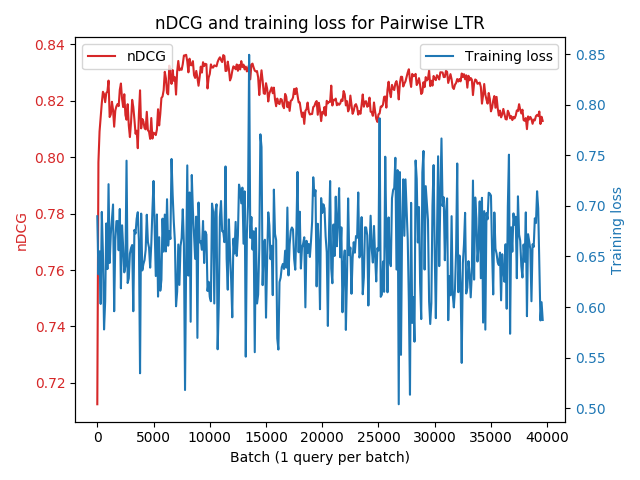 nDCG and training loss for Pairwise LTR
nDCG
Training loss
0.84
0.82
0.80
0.78
0.76
0.74
0.72
nDCG
0.85
0.80
0.75
0.70
0.65
0.60
0.55
0.50
Training loss
0 5000 10000 15000 20000 25000 30000 35000 40000
Batch (1 query per batch)